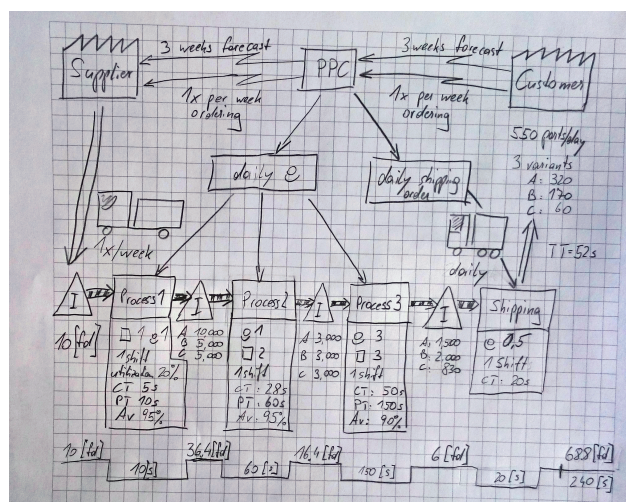 3 weeks forecast
3 weeks forecast
Supplier
PPC
Customer
1x per week
ordering
1x per week
ordering
550 parts/day
3 variants
A: 320
B: 170
C: 60
daily e
daily shipping
order
1x/week
daily
TT=52s
I
Process 1
I
Process 2
I
Process 3
I
Shipping
10 [fd]
1
1
1 shift
utilization 20%
CT 5s
PT 10s
Av 95%
A 10,000
B 5,000
C 5,000
1
2
1 shift
CT: 28s
PT: 60s
Av: 95%
A 3,000
B: 3,000
C 3,000
3
3
1 shift
CT: 50s
PT: 150s
Av: 90%
A: 1,500
B: 2,000
C: 830
0,5
1 Shift
CT: 20s
10 [fd]
36,4 [fd]
16,4 [fd]
6 [fd]
68,8 [fd]
10 [s]
60 [s]
150 [s]
20 [s]
240 [s]